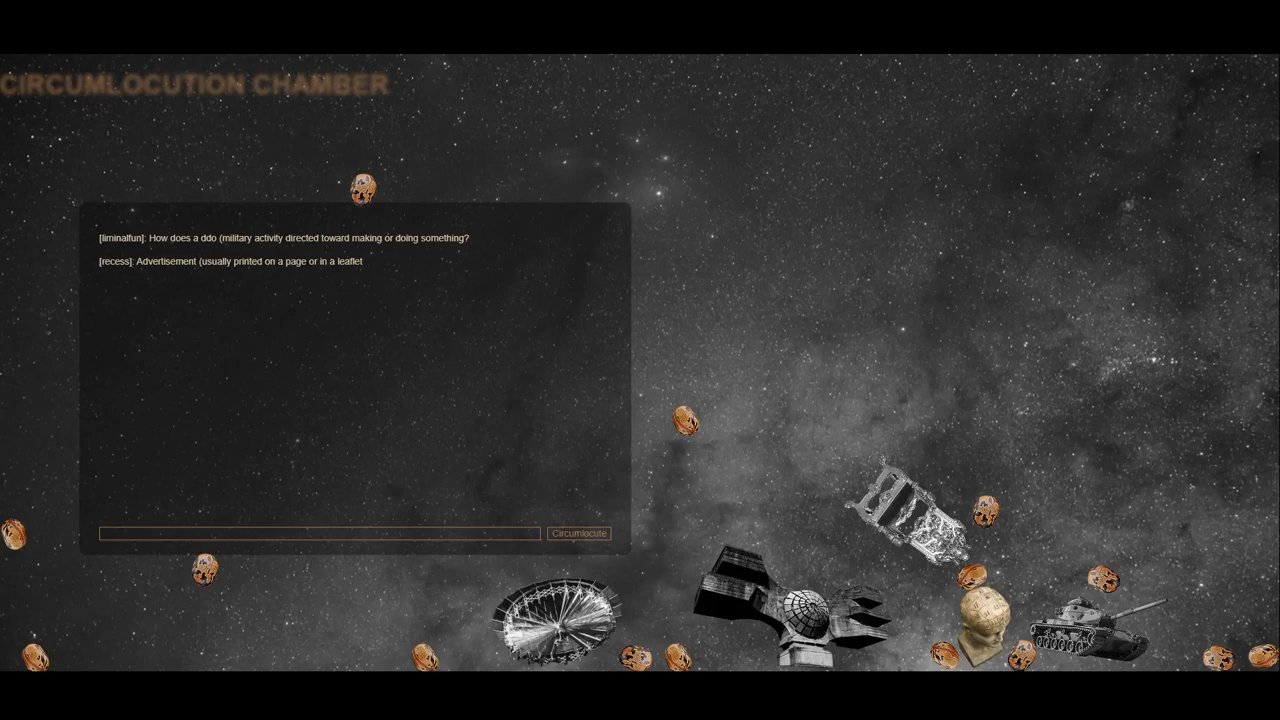 CIRCUMLOCUTION CHAMBER
[liminalfun]: How does a ddo (military activity directed toward making or doing something?
[recess]: Advertisement (usually printed on a page or in a leaflet
Circumlocute